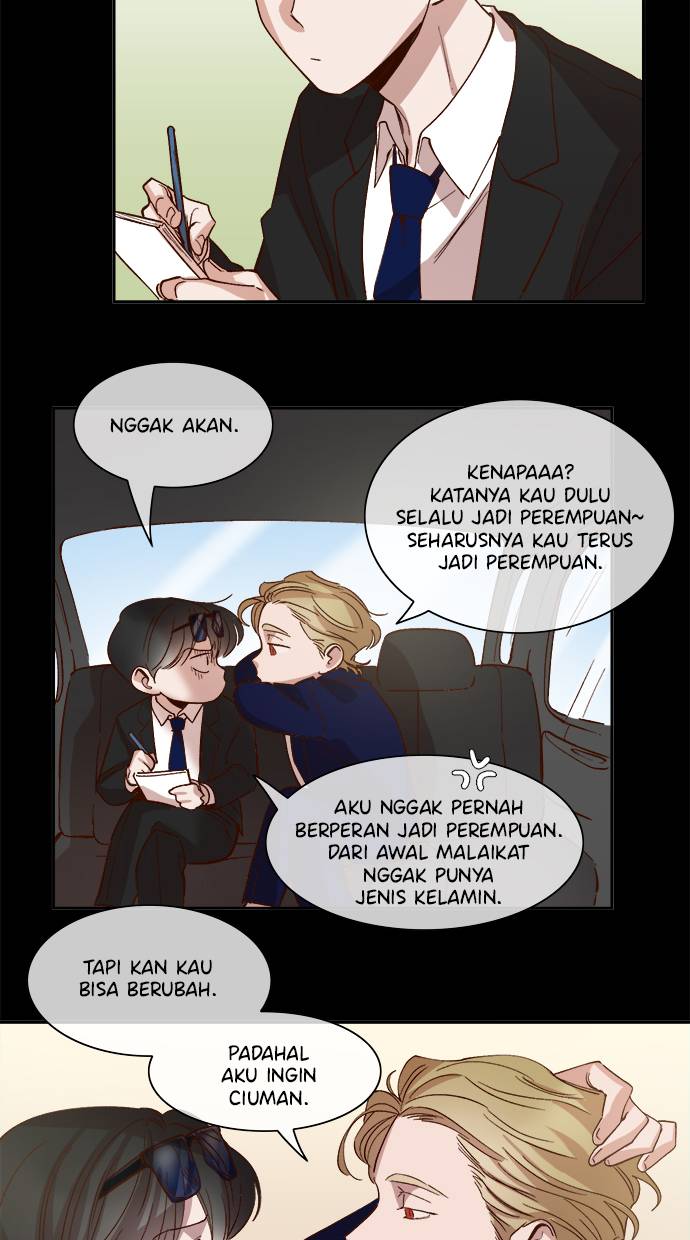 NGGAK AKAN.
KENAPAAA?
KATANYA KAU DULU
SELALU JADI PEREMPUAN~
SEHARUSNYA KAU TERUS
JADI PEREMPUAN.
AKU NGGAK PERNAH
BERPERAN JADI PEREMPUAN.
DARI AWAL MALAIKAT
NGGAK PUNYA
JENIS KELAMIN.
TAPI KAN KAU
BISA BERUBAH.
PADAHAL
AKU INGIN
CIUMAN.